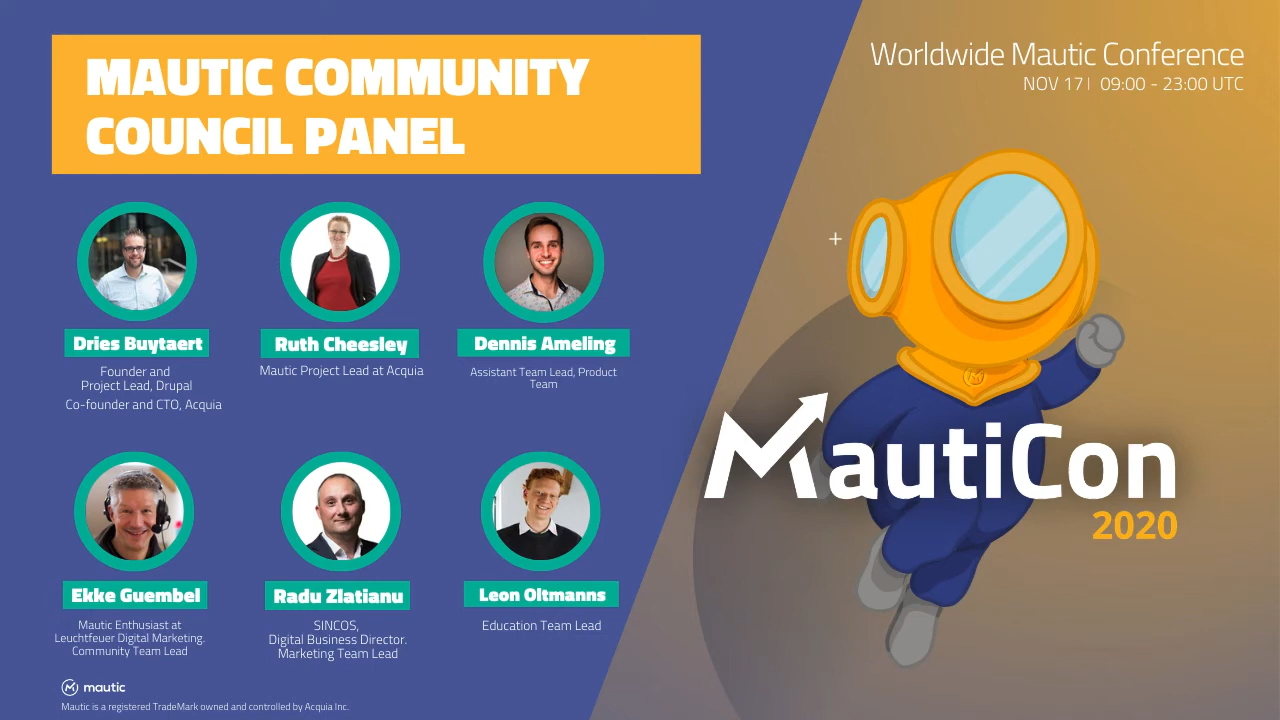 MAUTIC COMMUNITY
COUNCIL PANEL
Worldwide Mautic Conference
NOV 17 | 09:00 - 23:00 UTC
Dries Buytaert
Founder and
Project Lead, Drupal
Co-founder and CTO, Acquia
Ruth Cheesley
Mautic Project Lead at Acquia
Dennis Ameling
Assistant Team Lead, Product
Team
Ekke Guembel
Mautic Enthusiast at
Leuchtfeuer Digital Marketing.
Community Team Lead
Radu Zlatianu
SINCOS,
Digital Business Director.
Marketing Team Lead
Leon Oltmanns
Education Team Lead
MautiCon
2020
mautic
Mautic is a registered TradeMark owned and controlled by Acquia Inc.